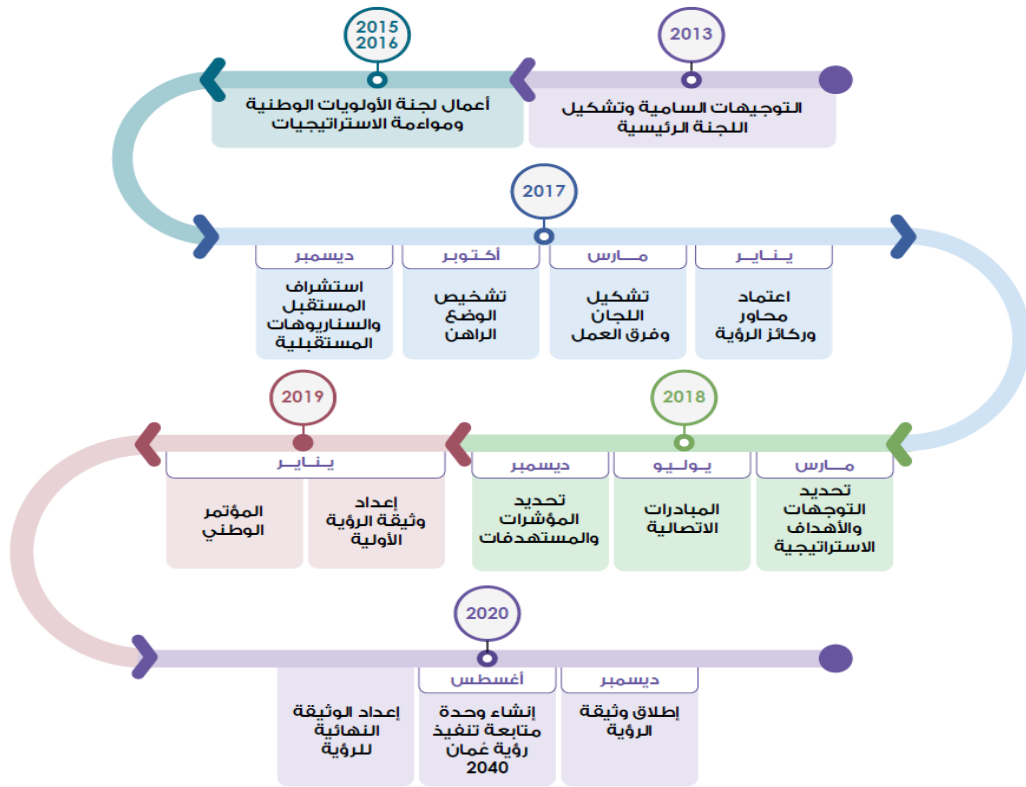 2013
التوجيهات السامية وتشكيل
اللجنة الرئيسية
2015
2016
أعمال لجنة الأولويات الوطنية
ومواءمة الاستراتيجيات
2017
يناير
اعتماد
محاور
وركائز الرؤية
مارس
تشكيل
اللجان
وفرق العمل
أكتوبر
تشخيص
الوضع
الراهن
ديسمبر
استشراف
المستقبل
والسناريوهات
المستقبلية
2018
مارس
تحديد
التوجهات
والأهداف
الاستراتيجية
يوليو
المبادرات
الاتصالية
ديسمبر
تحديد
المؤشرات
والمستهدفات
2019
يناير
إعداد
وثيقة الرؤية
الأولية
المؤتمر
الوطني
2020
إعداد الوثيقة
النهائية
للرؤية
أغسطس
إنشاء وحدة
متابعة تنفيذ
رؤية عُمان
2040
ديسمبر
إطلاق وثيقة
الرؤية